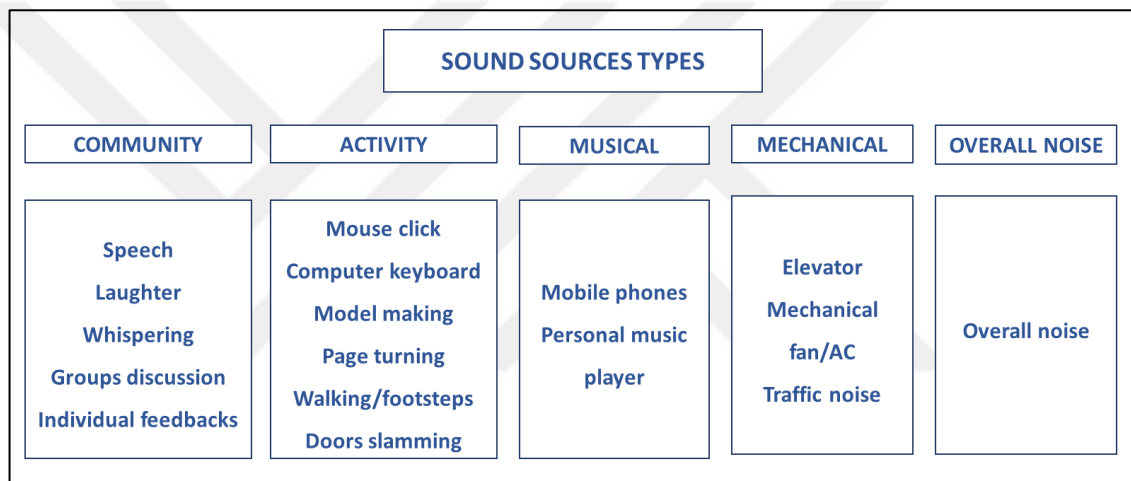 SOUND SOURCES TYPES
COMMUNITY
ACTIVITY
MUSICAL
MECHANICAL
OVERALL NOISE
Speech
Laughter
Whispering
Groups discussion
Individual feedbacks
Mouse click
Computer keyboard
Model making
Page turning
Walking/footsteps
Doors slamming
Mobile phones
Personal music
player
Elevator
Mechanical
fan/AC
Traffic noise
Overall noise